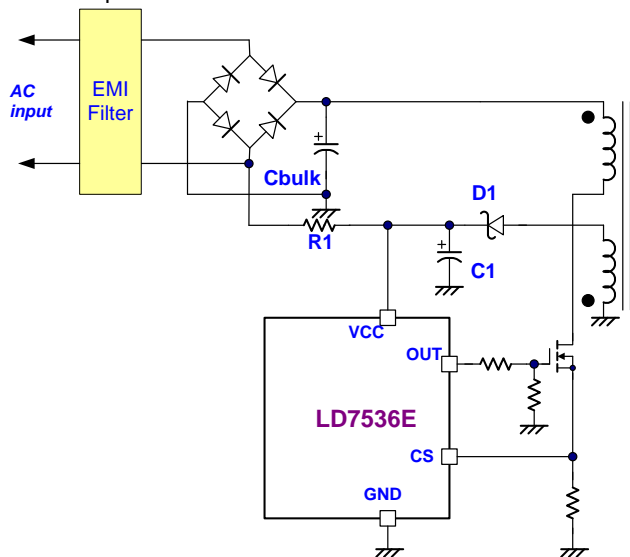 AC
input
EMI
Filter
+
Cbulk
R1
D1
+
C1
VCC
OUT
LD7536E
CS
GND